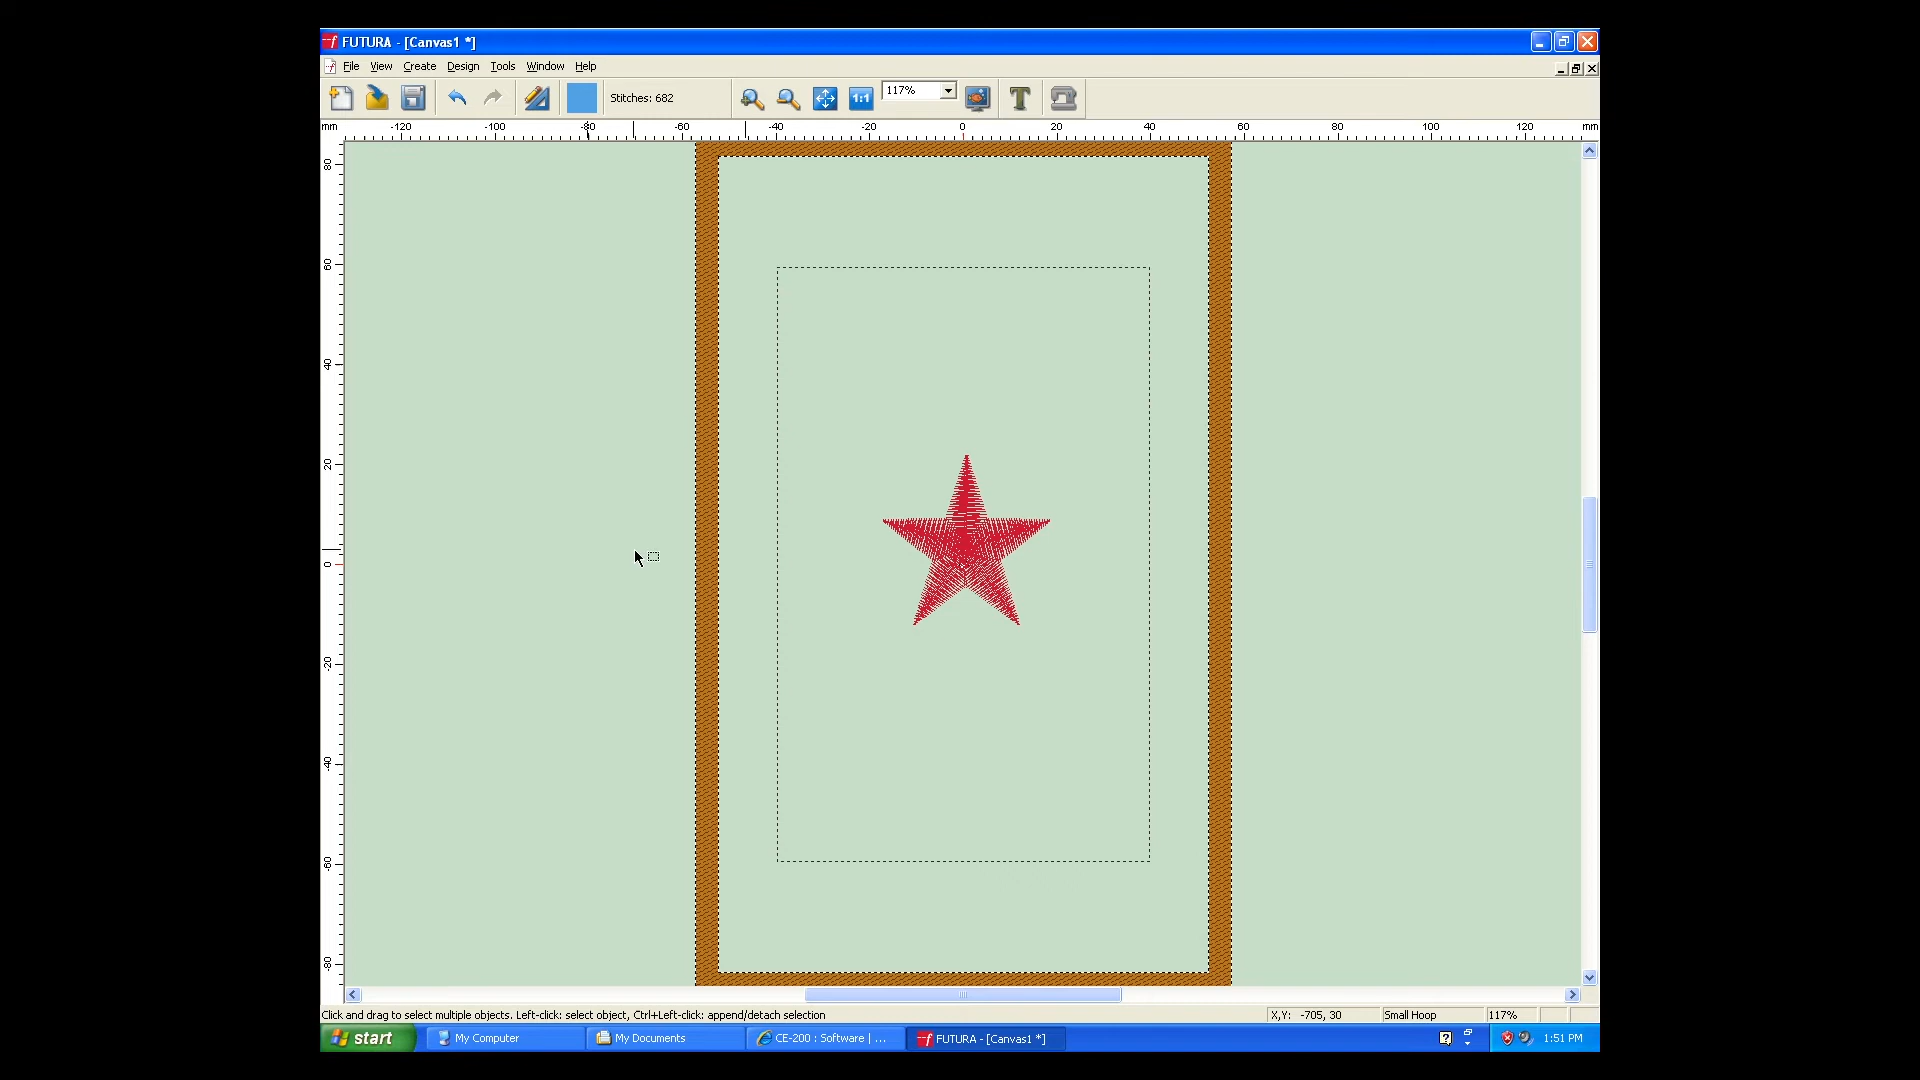 FUTURA - [Canvas1 *]
File View Create Design Tools Window Help
Stitches: 682
1:1
117%
T
mm -120 -100 -80 -60 -40 -20 0 20 40 60 80 100 120 mm
80
60
40
20
0
-20
-40
-60
-80
Click and drag to select multiple objects. Left-click: select object, Ctrl+Left-click: append/detach selection
X,Y: -705, 30
Small Hoop
117%
start
My Computer
My Documents
CE-200 : Software | ...
FUTURA - [Canvas1 *]
1:51 PM